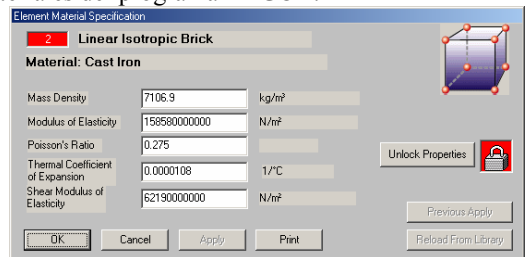 Element Material Specification
2 Linear Isotropic Brick
Material: Cast Iron
Mass Density 7106.9 kg/m³
Modulus of Elasticity 158580000000 N/m²
Poisson's Ratio 0.275
Thermal Coefficient
of Expansion 0.0000108 1/°C
Shear Modulus of
Elasticity 62190000000 N/m²
Unlock Properties
Previous Apply
OK Cancel Apply Print Reload From Library